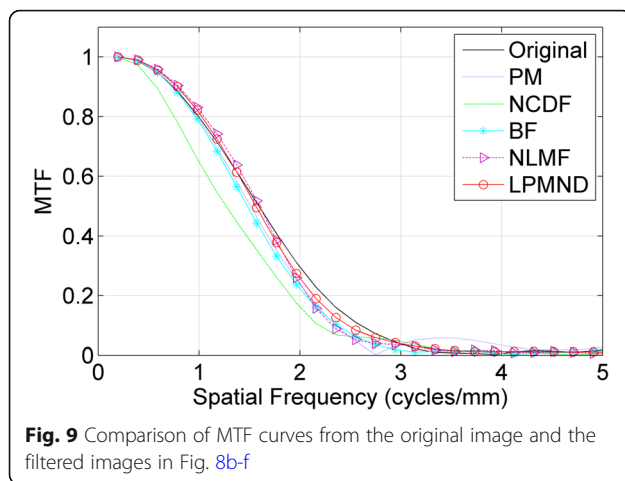 1
0.8
0.6
0.4
0.2
0
MTF
Original
PM
NCDF
BF
NLMF
LPMND
0 1 2 3 4 5
Spatial Frequency (cycles/mm)
Fig. 9 Comparison of MTF curves from the original image and the
filtered images in Fig. 8b-f